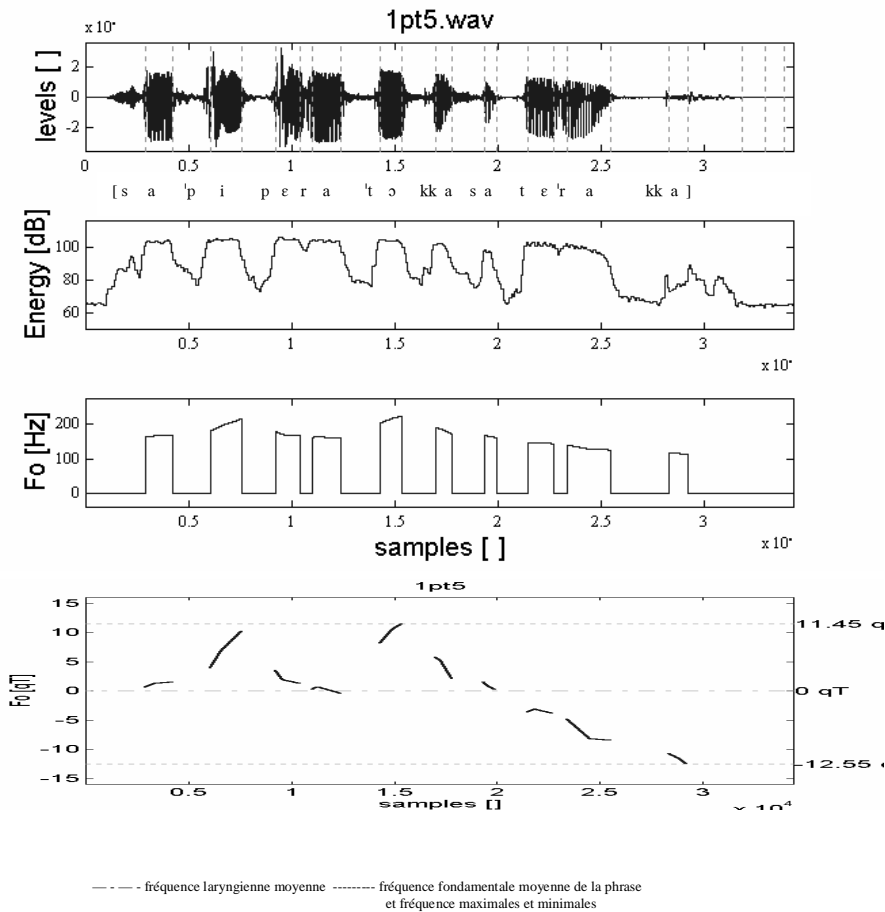 1pt5.wav
x 10⁴
levels [ ]
2
0
-2
0 0.5 1 1.5 2 2.5 3
[ s a 'p i p ɛ r a 't ɔ kk a s a t ɛ 'r a kk a ]
Energy [dB]
100
80
60
0.5 1 1.5 2 2.5 3
x 10⁴
Fo [Hz]
200
100
0
0.5 1 1.5 2 2.5 3
samples [ ]
x 10⁴
1pt5
Fo [qT]
15
10
5
0
-5
-10
-15
11.45 q
0 qT
-12.55
0.5 1 1.5 2 2.5 3
samples []
x 10⁴
— - — - fréquence laryngienne moyenne --------- fréquence fondamentale moyenne de la phrase
et fréquence maximales et minimales